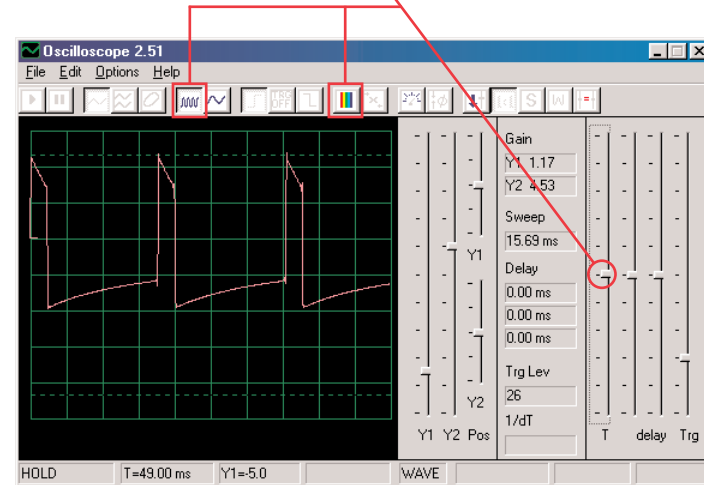 Oscilloscope 2.51
File Edit Options Help
TRG OFF
S W
Gain
Y1 1.17
Y2 4.53
Sweep
15.69 ms
Y1
Delay
0.00 ms
0.00 ms
0.00 ms
Trg Lev
26
Y2
1/dT
Y1 Y2 Pos
T delay Trg
HOLD T=49.00 ms Y1=-5.0 WAVE